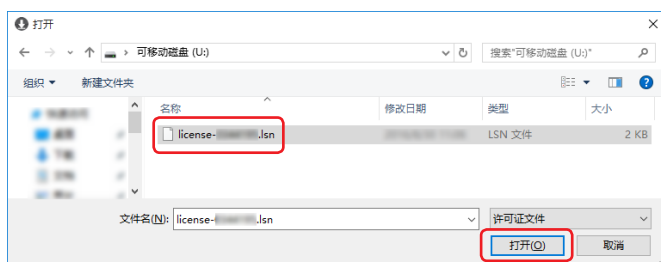 打开
可移动磁盘 (U:)
搜索"可移动磁盘 (U:)"
组织
新建文件夹
名称
修改日期
类型
大小
license- .lsn
LSN 文件
2 KB
文件名(N): license- .lsn
许可证文件
打开(O)
取消